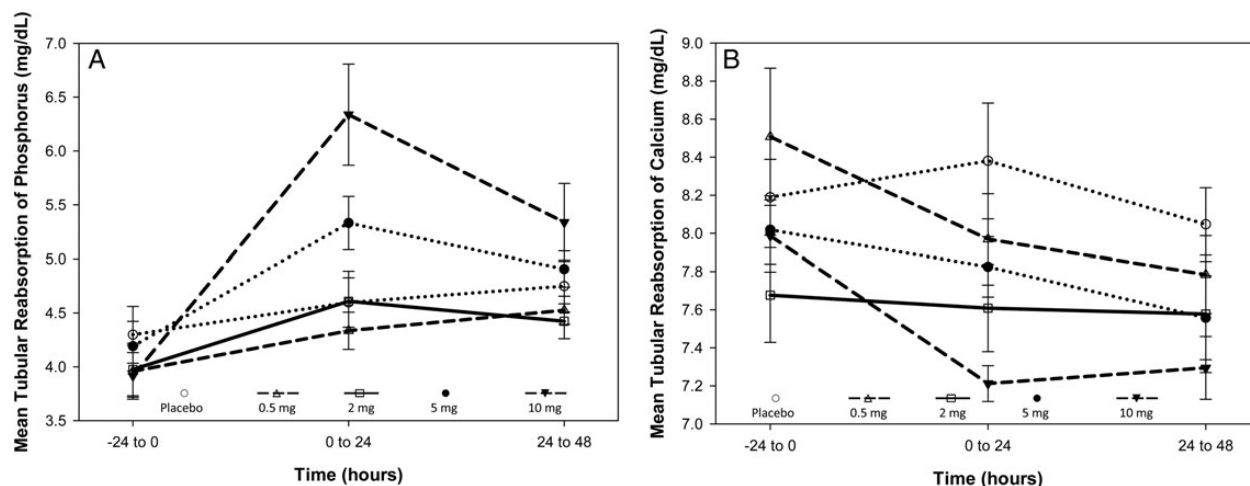 A
Mean Tubular Reabsorption of Phosphorus (mg/dL)
7.0
6.5
6.0
5.5
5.0
4.5
4.0
3.5
Placebo 0.5 mg 2 mg 5 mg 10 mg
-24 to 0 0 to 24 24 to 48
Time (hours)
B
Mean Tubular Reabsorption of Calcium (mg/dL)
9.0
8.8
8.6
8.4
8.2
8.0
7.8
7.6
7.4
7.2
7.0
Placebo 0.5 mg 2 mg 5 mg 10 mg
-24 to 0 0 to 24 24 to 48
Time (hours)